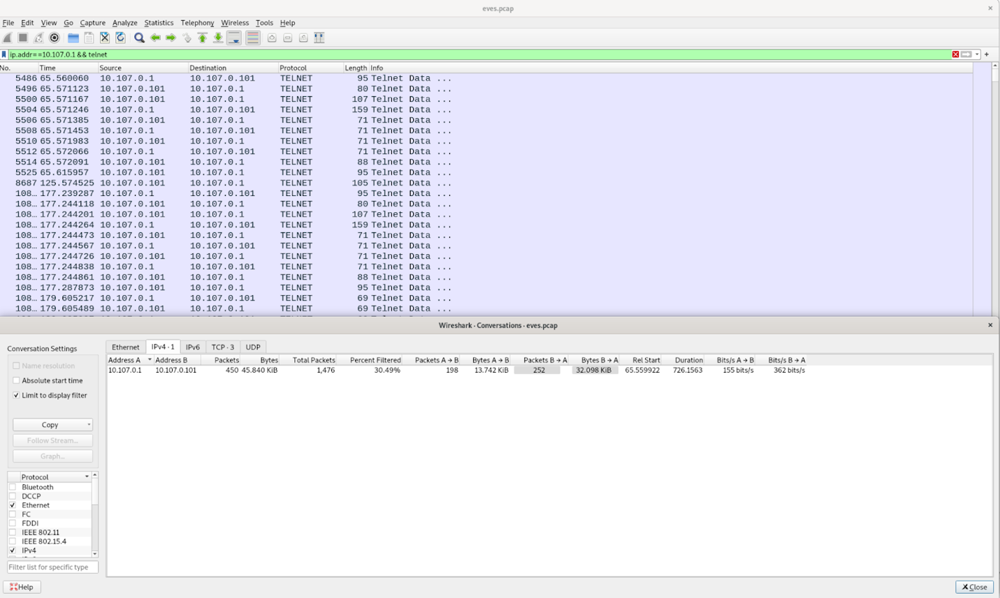 eves.pcap
File Edit View Go Capture Analyze Statistics Telephony Wireless Tools Help
ip.addr==10.107.0.1 && telnet
No. Time Source Destination Protocol Length Info
5486 65.560060 10.107.0.1 10.107.0.101 TELNET 95 Telnet Data ...
5496 65.571123 10.107.0.101 10.107.0.1 TELNET 80 Telnet Data ...
5500 65.571167 10.107.0.101 10.107.0.1 TELNET 107 Telnet Data ...
5504 65.571246 10.107.0.1 10.107.0.101 TELNET 159 Telnet Data ...
5506 65.571385 10.107.0.101 10.107.0.1 TELNET 71 Telnet Data ...
5508 65.571453 10.107.0.1 10.107.0.101 TELNET 71 Telnet Data ...
5510 65.571983 10.107.0.101 10.107.0.1 TELNET 71 Telnet Data ...
5512 65.572066 10.107.0.1 10.107.0.101 TELNET 71 Telnet Data ...
5514 65.572091 10.107.0.101 10.107.0.1 TELNET 88 Telnet Data ...
5525 65.615957 10.107.0.101 10.107.0.1 TELNET 95 Telnet Data ...
8687 125.574525 10.107.0.101 10.107.0.1 TELNET 105 Telnet Data ...
108… 177.239287 10.107.0.1 10.107.0.101 TELNET 95 Telnet Data ...
108… 177.244118 10.107.0.101 10.107.0.1 TELNET 80 Telnet Data ...
108… 177.244201 10.107.0.101 10.107.0.1 TELNET 107 Telnet Data ...
108… 177.244264 10.107.0.1 10.107.0.101 TELNET 159 Telnet Data ...
108… 177.244473 10.107.0.101 10.107.0.1 TELNET 71 Telnet Data ...
108… 177.244567 10.107.0.1 10.107.0.101 TELNET 71 Telnet Data ...
108… 177.244726 10.107.0.101 10.107.0.1 TELNET 71 Telnet Data ...
108… 177.244838 10.107.0.1 10.107.0.101 TELNET 71 Telnet Data ...
108… 177.244861 10.107.0.101 10.107.0.1 TELNET 88 Telnet Data ...
108… 177.287873 10.107.0.101 10.107.0.1 TELNET 95 Telnet Data ...
108… 179.605217 10.107.0.1 10.107.0.101 TELNET 69 Telnet Data ...
108… 179.605489 10.107.0.101 10.107.0.1 TELNET 69 Telnet Data ...
Wireshark · Conversations · eves.pcap
Conversation Settings
Name resolution
Absolute start time
Limit to display filter
Copy
Follow Stream...
Graph...
Protocol
Bluetooth
DCCP
Ethernet
FC
FDDI
IEEE 802.11
IEEE 802.15.4
IPv4
Filter list for specific type
Ethernet IPv4 · 1 IPv6 TCP · 3 UDP
Address A Address B Packets Bytes Total Packets Percent Filtered Packets A → B Bytes A → B Packets B → A Bytes B → A Rel Start Duration Bits/s A → B Bits/s B → A
10.107.0.1 10.107.0.101 450 45.840 KiB 1,476 30.49% 198 13.742 KiB 252 32.098 KiB 65.559922 726.1563 155 bits/s 362 bits/s
Help
Close